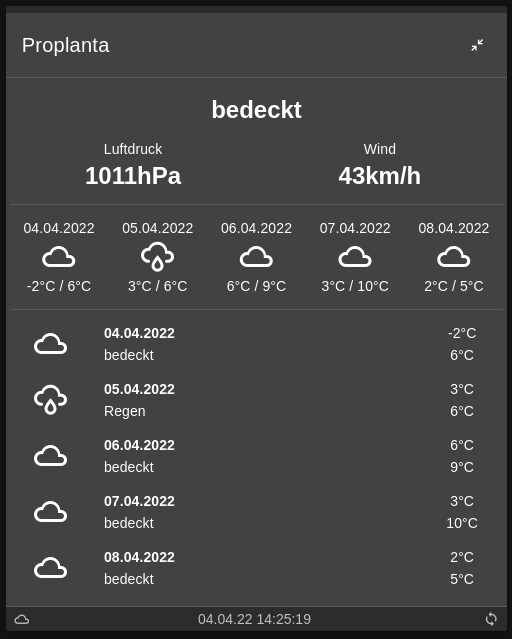 Proplanta
bedeckt
Luftdruck Wind
1011hPa 43km/h
04.04.2022 05.04.2022 06.04.2022 07.04.2022 08.04.2022
-2°C / 6°C 3°C / 6°C 6°C / 9°C 3°C / 10°C 2°C / 5°C
04.04.2022 -2°C
bedeckt 6°C
05.04.2022 3°C
Regen 6°C
06.04.2022 6°C
bedeckt 9°C
07.04.2022 3°C
bedeckt 10°C
08.04.2022 2°C
bedeckt 5°C
04.04.22 14:25:19